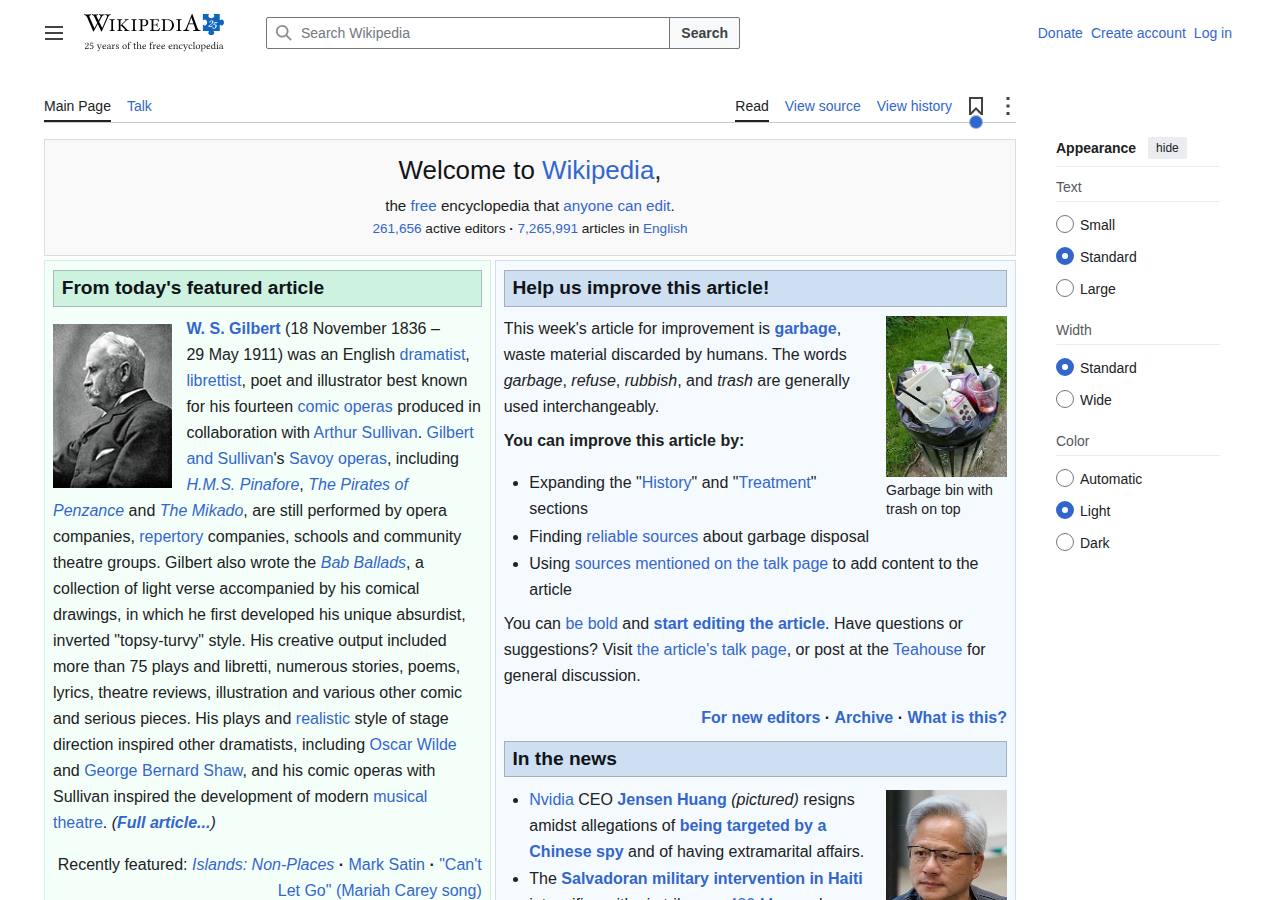 WIKIPEDIA 25
25 years of the free encyclopedia
Search Wikipedia
Search
Donate Create account Log in
Main Page Talk
Read View source View history
Welcome to Wikipedia,
the free encyclopedia that anyone can edit.
261,656 active editors · 7,265,991 articles in English
From today's featured article
W. S. Gilbert (18 November 1836 –
29 May 1911) was an English dramatist,
librettist, poet and illustrator best known
for his fourteen comic operas produced in
collaboration with Arthur Sullivan. Gilbert
and Sullivan's Savoy operas, including
H.M.S. Pinafore, The Pirates of
Penzance and The Mikado, are still performed by opera
companies, repertory companies, schools and community
theatre groups. Gilbert also wrote the Bab Ballads, a
collection of light verse accompanied by his comical
drawings, in which he first developed his unique absurdist,
inverted "topsy-turvy" style. His creative output included
more than 75 plays and libretti, numerous stories, poems,
lyrics, theatre reviews, illustration and various other comic
and serious pieces. His plays and realistic style of stage
direction inspired other dramatists, including Oscar Wilde
and George Bernard Shaw, and his comic operas with
Sullivan inspired the development of modern musical
theatre. (Full article...)
Recently featured: Islands: Non-Places · Mark Satin · "Can't
Let Go" (Mariah Carey song)
Help us improve this article!
This week's article for improvement is garbage,
waste material discarded by humans. The words
garbage, refuse, rubbish, and trash are generally
used interchangeably.
Garbage bin with
trash on top
You can improve this article by:
• Expanding the "History" and "Treatment"
sections
• Finding reliable sources about garbage disposal
• Using sources mentioned on the talk page to add content to the
article
You can be bold and start editing the article. Have questions or
suggestions? Visit the article's talk page, or post at the Teahouse for
general discussion.
For new editors · Archive · What is this?
In the news
• Nvidia CEO Jensen Huang (pictured) resigns
amidst allegations of being targeted by a
Chinese spy and of having extramarital affairs.
• The Salvadoran military intervention in Haiti
Appearance hide
Text
Small
Standard
Large
Width
Standard
Wide
Color
Automatic
Light
Dark